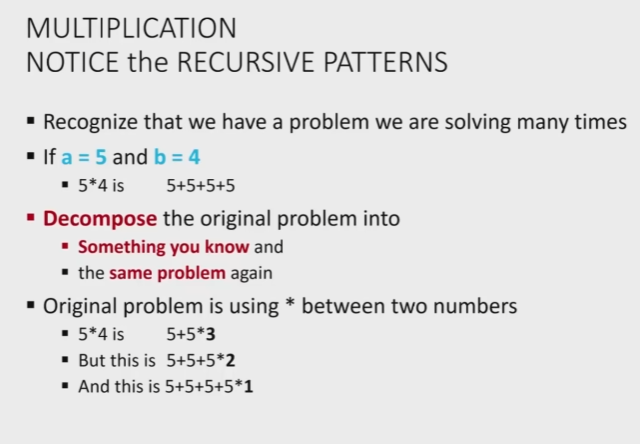 MULTIPLICATION
NOTICE the RECURSIVE PATTERNS
▪ Recognize that we have a problem we are solving many times
▪ If a = 5 and b = 4
▪ 5*4 is 5+5+5+5
▪ Decompose the original problem into
▪ Something you know and
▪ the same problem again
▪ Original problem is using * between two numbers
▪ 5*4 is 5+5*3
▪ But this is 5+5+5*2
▪ And this is 5+5+5+5*1